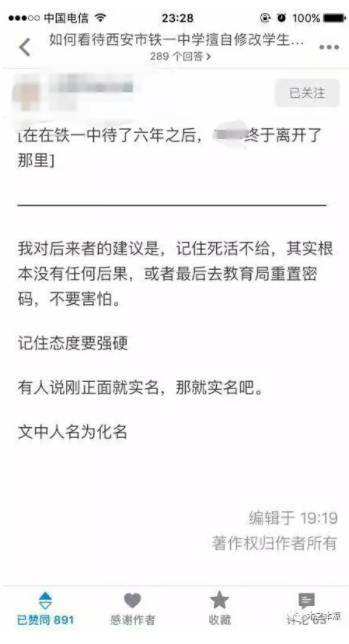 中国电信
23:28
100%
如何看待西安市铁一中学擅自修改学生...
289 个回答
已关注
[在在铁一中待了六年之后，
终于离开了
那里]
我对后来者的建议是，记住死活不给，其实根
本没有任何后果，或者最后去教育局重置密
码，不要害怕。
记住态度要强硬
有人说刚正面就实名，那就实名吧。
文中人名为化名
编辑于 19:19
著作权归作者所有
已赞同 891
感谢作者
收藏
评论 63